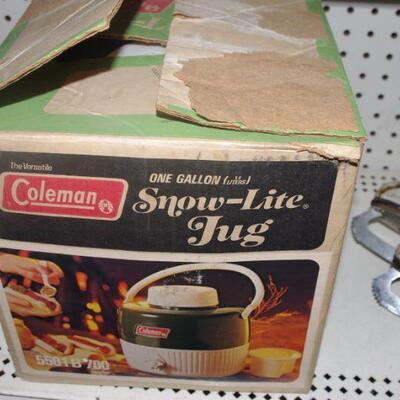 The Versatile
Coleman
ONE GALLON
Snow-Lite®
Jug
Coleman